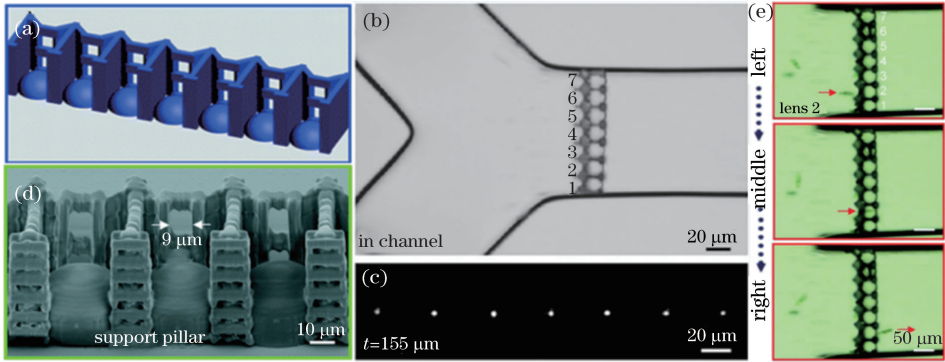 (a)
(b)
7
6
5
4
3
2
1
in channel
20 μm
(c)
t=155 μm
20 μm
(d)
9 μm
support pillar
10 μm
(e)
left
middle
right
7
6
5
4
3
2
1
lens 2
50 μm